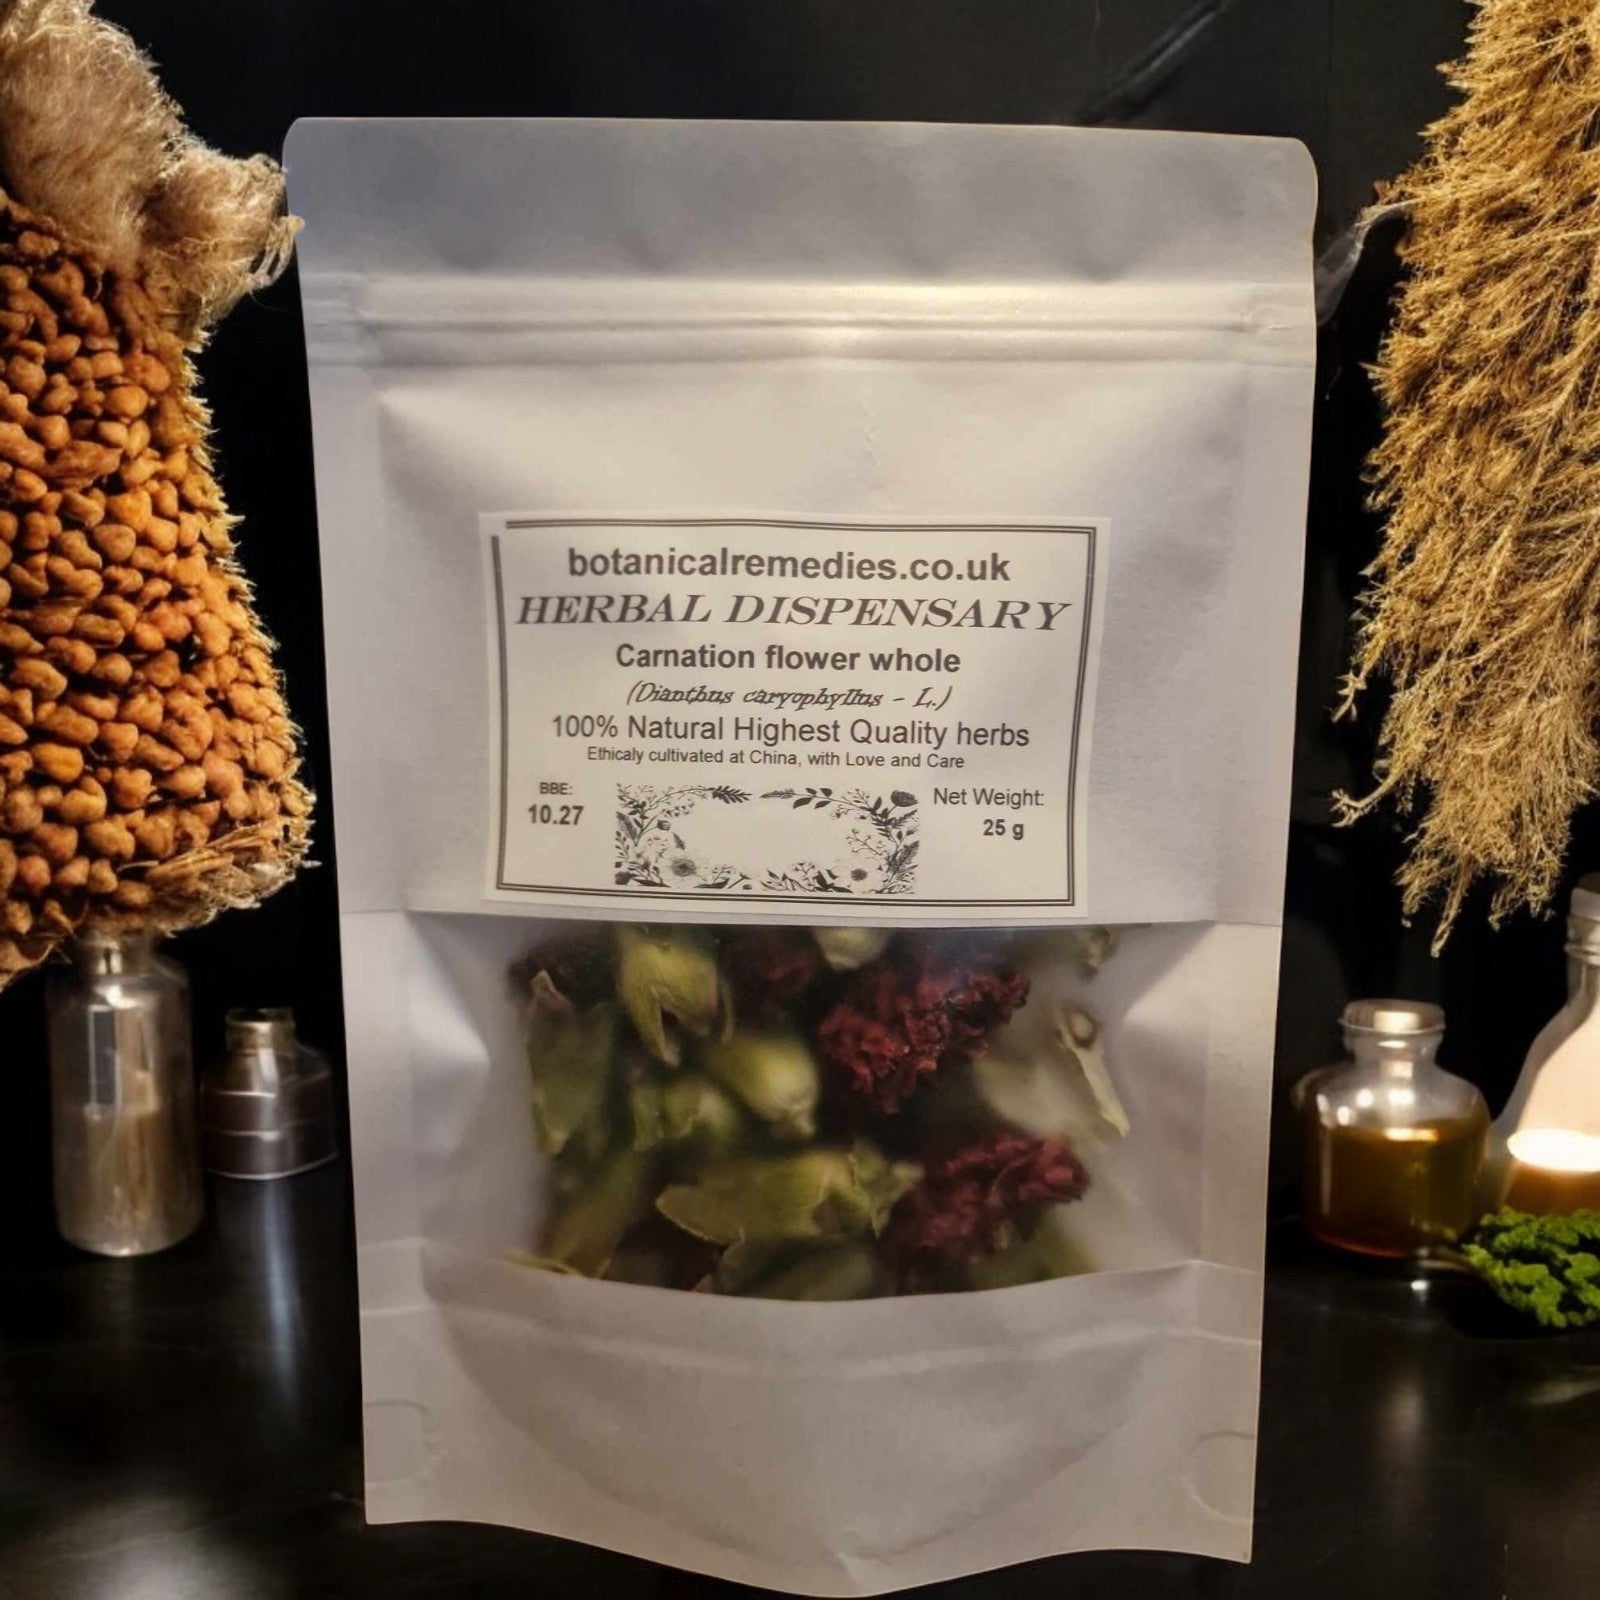 botanicalremedies.co.uk
HERBAL DISPENSARY
Carnation flower whole
(Dianthus caryophyllus - L.)
100% Natural Highest Quality herbs
Ethicaly cultivated at China, with Love and Care
BBE:
10.27
Net Weight:
25 g